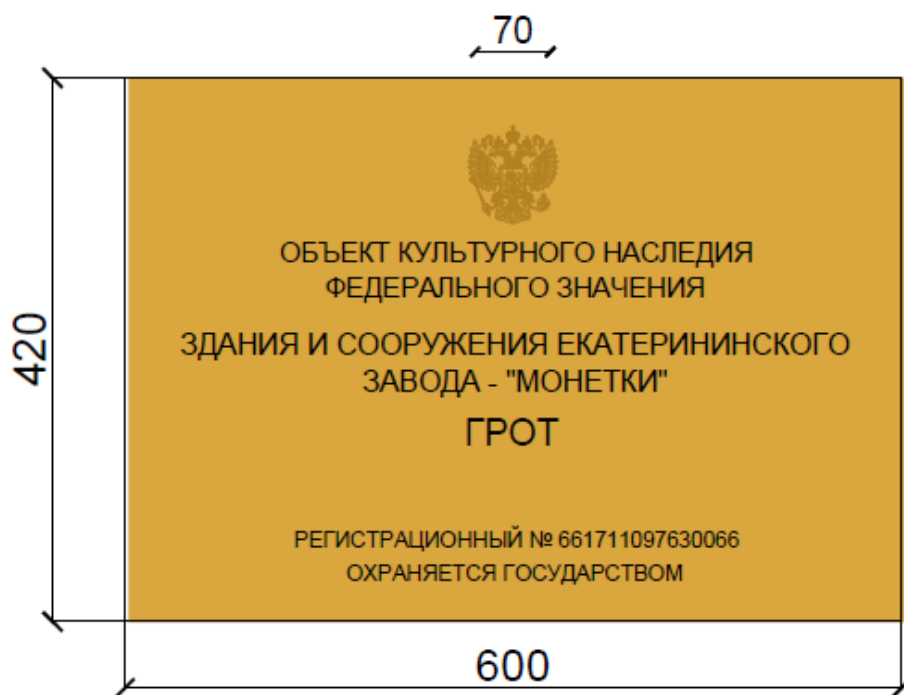 70
ОБЪЕКТ КУЛЬТУРНОГО НАСЛЕДИЯ
ФЕДЕРАЛЬНОГО ЗНАЧЕНИЯ
ЗДАНИЯ И СООРУЖЕНИЯ ЕКАТЕРИНИНСКОГО
ЗАВОДА - "МОНЕТКИ"
ГРОТ
420
РЕГИСТРАЦИОННЫЙ № 661711097630066
ОХРАНЯЕТСЯ ГОСУДАРСТВОМ
600